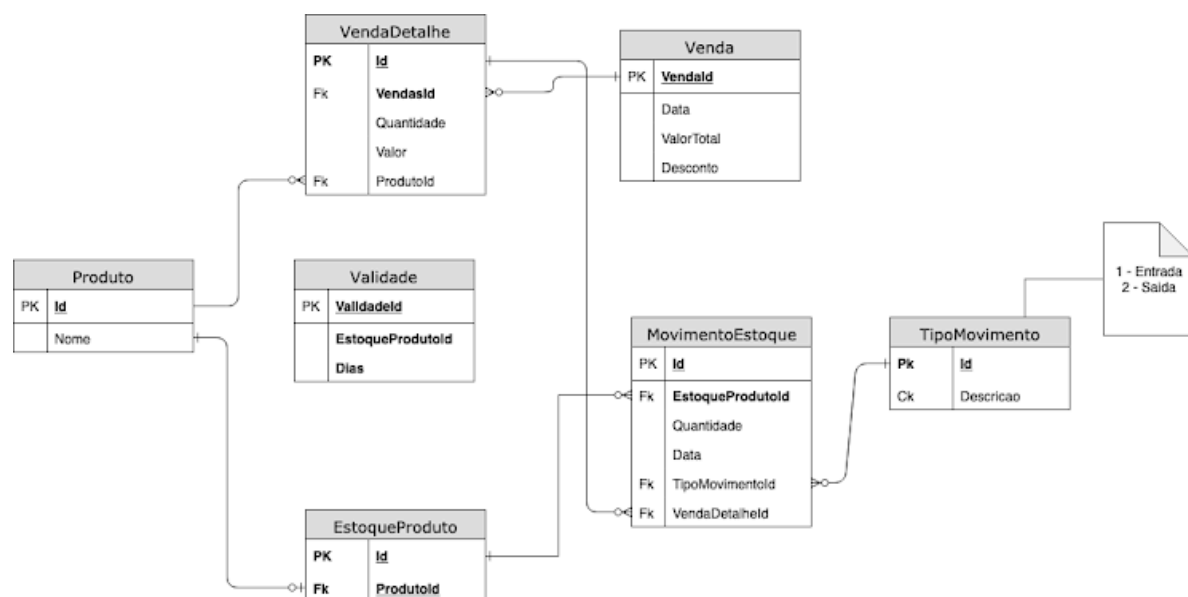 VendaDetalhe
PK Id
Fk VendasId
Quantidade
Valor
Fk ProdutoId
Venda
PK VendaId
Data
ValorTotal
Desconto
Produto
PK Id
Nome
Validade
PK ValidadeId
EstoqueProdutoId
Dias
MovimentoEstoque
PK Id
Fk EstoqueProdutoId
Quantidade
Data
Fk TipoMovimentoId
Fk VendaDetalheId
TipoMovimento
Pk Id
Ck Descricao
1 - Entrada
2 - Saida
EstoqueProduto
PK Id
Fk ProdutoId